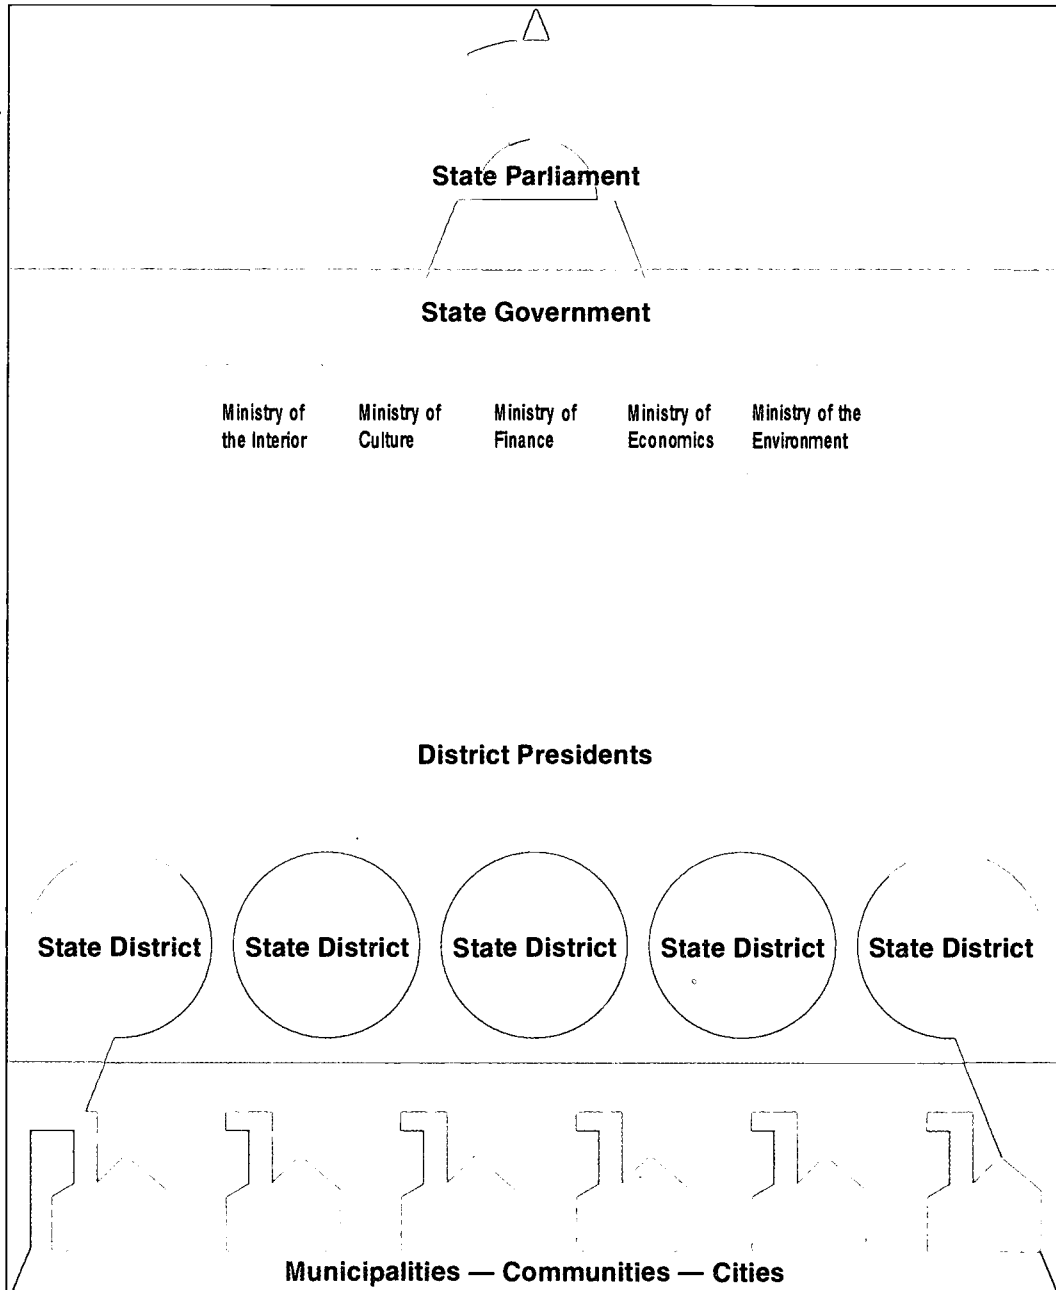 State Parliament
State Government
Ministry of the Interior
Ministry of Culture
Ministry of Finance
Ministry of Economics
Ministry of the Environment
District Presidents
State District
State District
State District
State District
State District
Municipalities — Communities — Cities